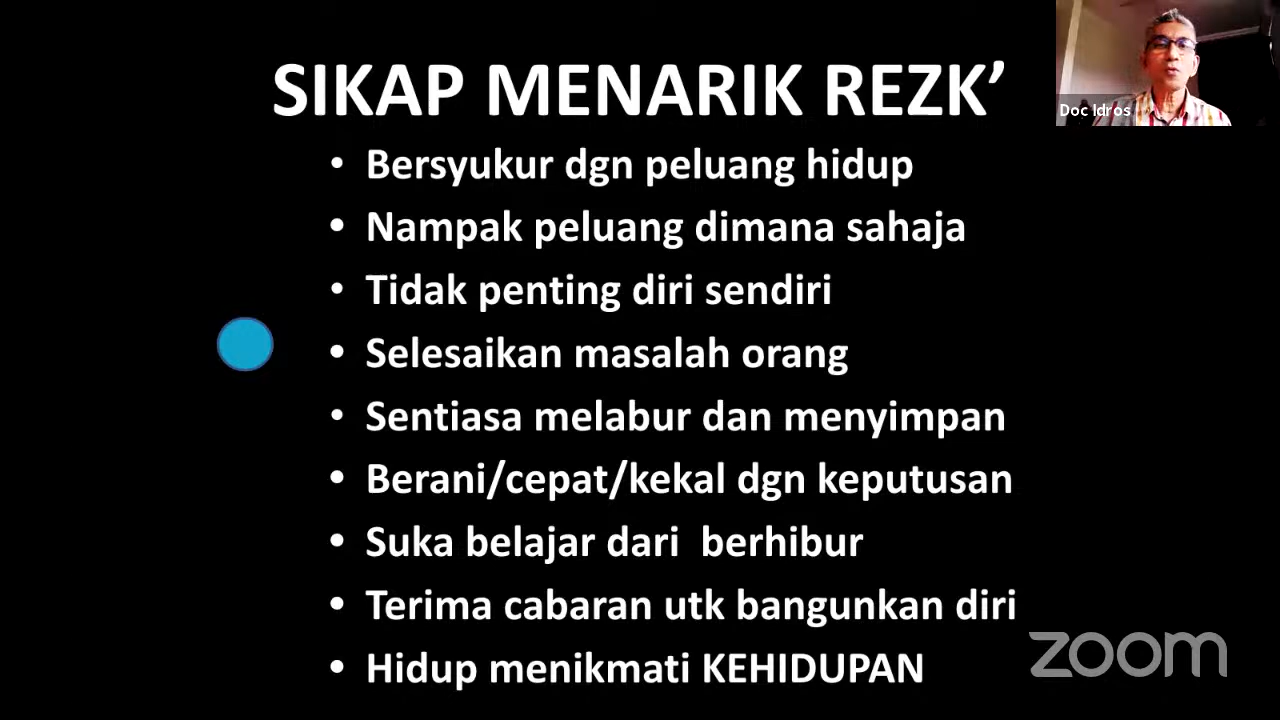 SIKAP MENARIK REZK’
Doc Idros
• Bersyukur dgn peluang hidup
• Nampak peluang dimana sahaja
• Tidak penting diri sendiri
• Selesaikan masalah orang
• Sentiasa melabur dan menyimpan
• Berani/cepat/kekal dgn keputusan
• Suka belajar dari  berhibur
• Terima cabaran utk bangunkan diri
• Hidup menikmati KEHIDUPAN
zoom